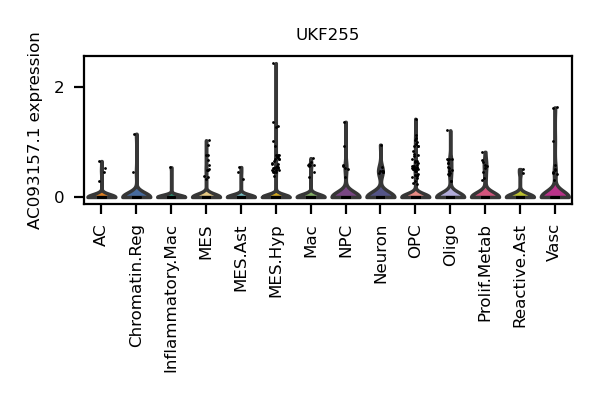 UKF255
AC093157.1 expression
2
0
AC
Chromatin.Reg
Inflammatory.Mac
MES
MES.Ast
MES.Hyp
Mac
NPC
Neuron
OPC
Oligo
Prolif.Metab
Reactive.Ast
Vasc